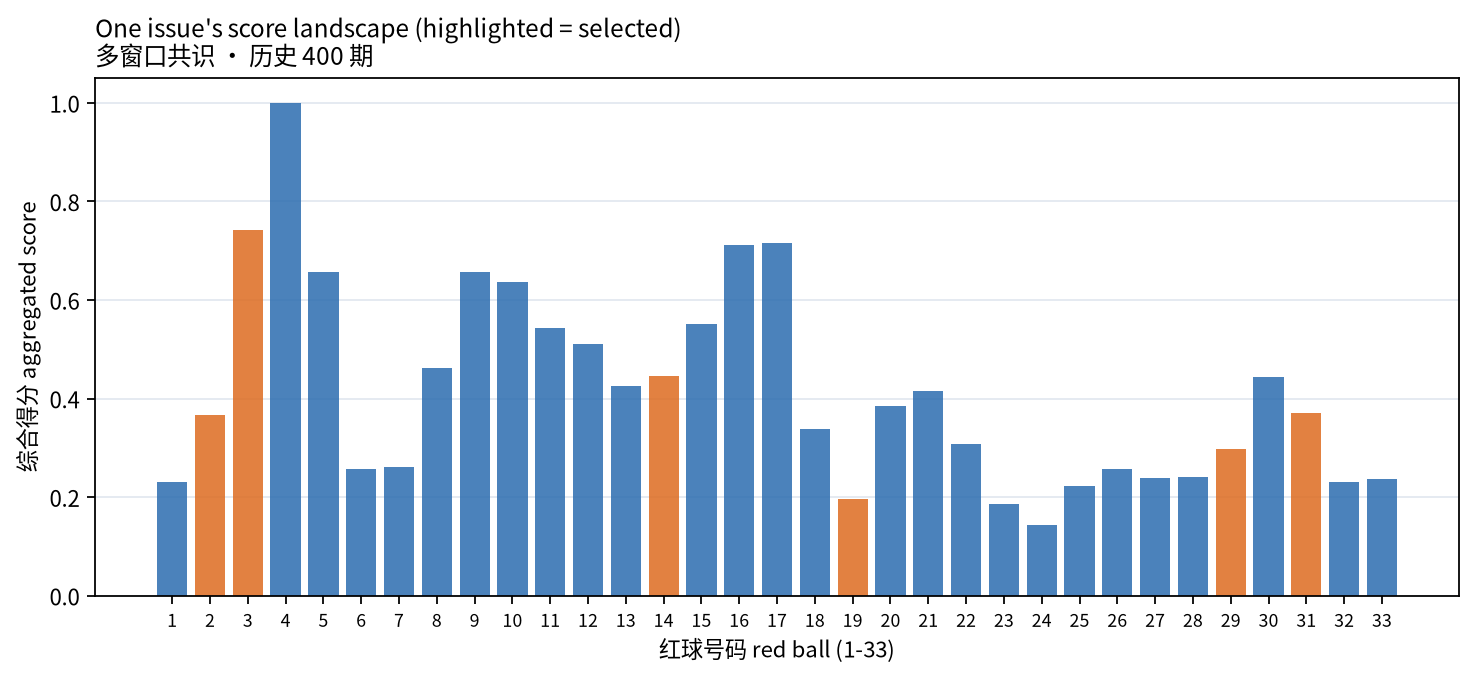 One issue's score landscape (highlighted = selected)
多窗口共识 · 历史 400 期
综合得分 aggregated score
1.0
0.8
0.6
0.4
0.2
0.0
1 2 3 4 5 6 7 8 9 10 11 12 13 14 15 16 17 18 19 20 21 22 23 24 25 26 27 28 29 30 31 32 33
红球号码 red ball (1-33)